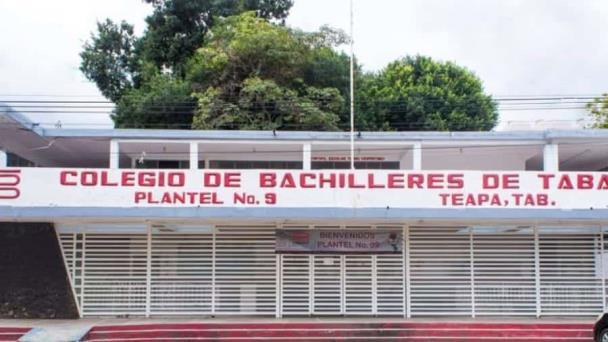 COLEGIO DE BACHILLERES DE TABA
PLANTEL No. 9
TEAPA, TAB.
BIENVENIDOS
PLANTEL No. 09